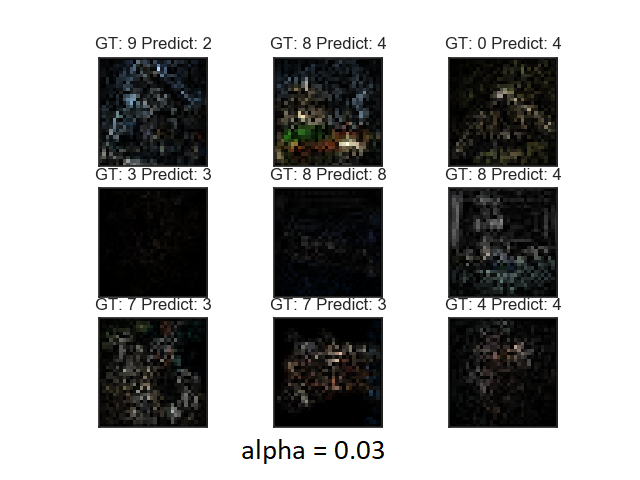 GT: 9 Predict: 2
GT: 8 Predict: 4
GT: 0 Predict: 4
GT: 3 Predict: 3
GT: 8 Predict: 8
GT: 8 Predict: 4
GT: 7 Predict: 3
GT: 7 Predict: 3
GT: 4 Predict: 4
alpha = 0.03